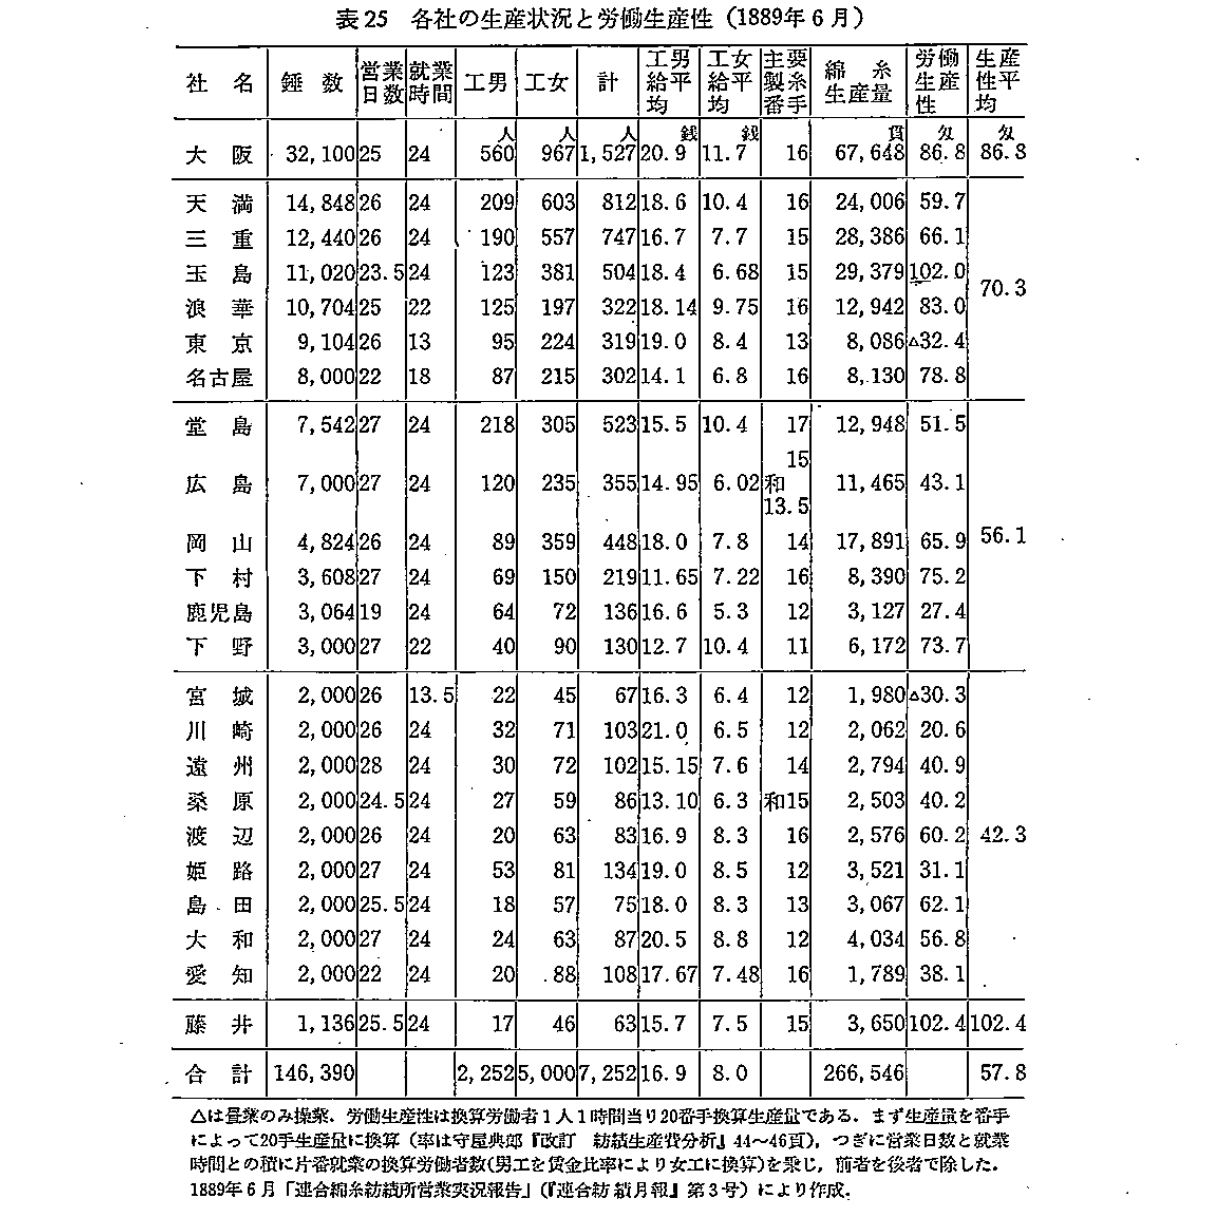 表25 各社の生産状況と労働生産性（1889年6月）
社名 錘数 営業日数 就業時間 工男 工女 計 工男給平均 工女給平均 主要製糸番手 綿糸生産量 労働生産性 生産性平均
人 人 人 銭 銭 貫 匁 匁
大阪 32,100 25 24 560 967 1,527 20.9 11.7 16 67,648 86.8 86.8
天満 14,848 26 24 209 603 812 18.6 10.4 16 24,006 59.7
三重 12,440 26 24 190 557 747 16.7 7.7 15 28,386 66.1
玉島 11,020 23.5 24 123 381 504 18.4 6.68 15 29,379 102.0
70.3
浪華 10,704 25 22 125 197 322 18.14 9.75 16 12,942 83.0
東京 9,104 26 13 95 224 319 19.0 8.4 13 8,086 △32.4
名古屋 8,000 22 18 87 215 302 14.1 6.8 16 8,130 78.8
堂島 7,542 27 24 218 305 523 15.5 10.4 17 12,948 51.5
広島 7,000 27 24 120 235 355 14.95 6.02 15和13.5 11,465 43.1
岡山 4,824 26 24 89 359 448 18.0 7.8 14 17,891 65.9 56.1
下村 3,608 27 24 69 150 219 11.65 7.22 16 8,390 75.2
鹿児島 3,064 19 24 64 72 136 16.6 5.3 12 3,127 27.4
下野 3,000 27 22 40 90 130 12.7 10.4 11 6,172 73.7
宮城 2,000 26 13.5 22 45 67 16.3 6.4 12 1,980 △30.3
川崎 2,000 26 24 32 71 103 21.0 6.5 12 2,062 20.6
遠州 2,000 28 24 30 72 102 15.15 7.6 14 2,794 40.9
桑原 2,000 24.5 24 27 59 86 13.10 6.3 和15 2,503 40.2
渡辺 2,000 26 24 20 63 83 16.9 8.3 16 2,576 60.2 42.3
姫路 2,000 27 24 53 81 134 19.0 8.5 12 3,521 31.1
島田 2,000 25.5 24 18 57 75 18.0 8.3 13 3,067 62.1
大和 2,000 27 24 24 63 87 20.5 8.8 12 4,034 56.8
愛知 2,000 22 24 20 88 108 17.67 7.48 16 1,789 38.1
藤井 1,136 25.5 24 17 46 63 15.7 7.5 15 3,650 102.4 102.4
合計 146,390 2,252 5,000 7,252 16.9 8.0 266,546 57.8
△は昼業のみ操業．労働生産性は換算労働者1人1時間当り20番手換算生産量である．まず生産量を番手
によって20手生産量に換算（率は守屋典郎『改訂 紡績生産費分析』44～46頁），つぎに営業日数と就業
時間との積に片番就業の換算労働者数(男工を賃金比率により女工に換算)を乗じ，前者を後者で除した．
1889年6月「連合綿糸紡績所営業実況報告」（『連合紡績月報』第3号）により作成．